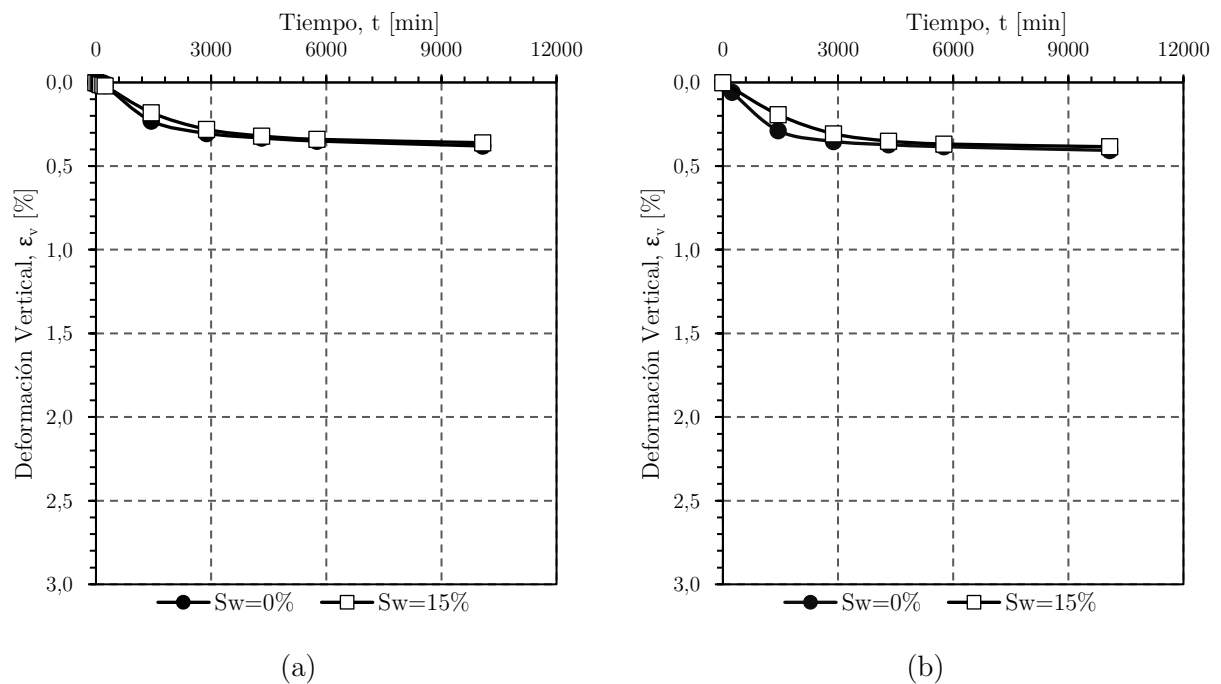 Tiempo, t [min]
0 3000 6000 9000 12000
0,0
0,5
1,0
1,5
2,0
2,5
3,0
Deformación Vertical, εv [%]
Sw=0% Sw=15%
(a)
Tiempo, t [min]
0 3000 6000 9000 12000
0,0
0,5
1,0
1,5
2,0
2,5
3,0
Deformación Vertical, εv [%]
Sw=0% Sw=15%
(b)